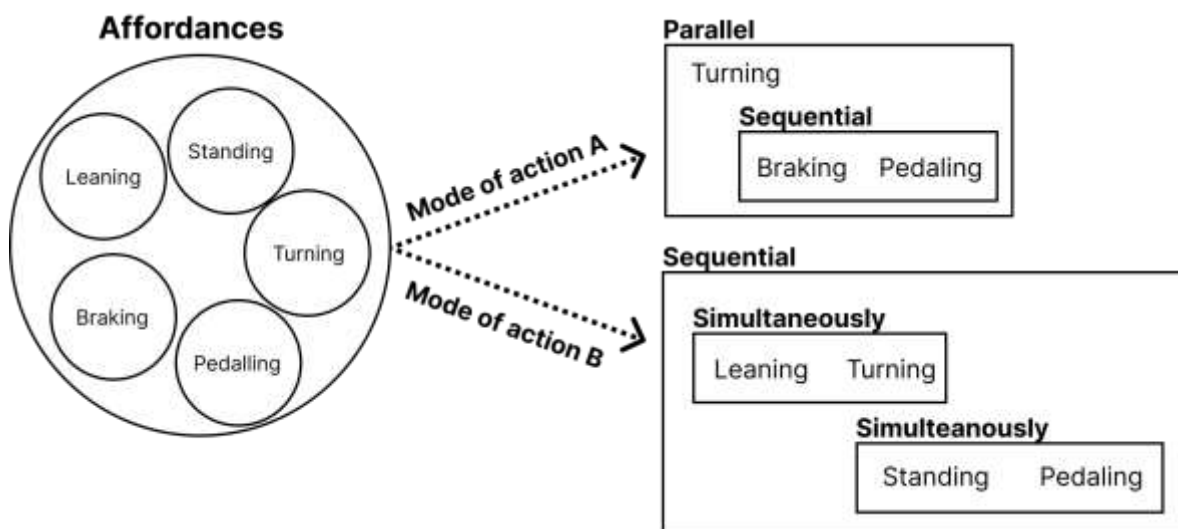 Affordances
Standing
Leaning
Turning
Braking
Pedalling
Mode of action A
Mode of action B
Parallel
Turning
Sequential
Braking Pedaling
Sequential
Simultaneously
Leaning Turning
Simulteanously
Standing Pedaling